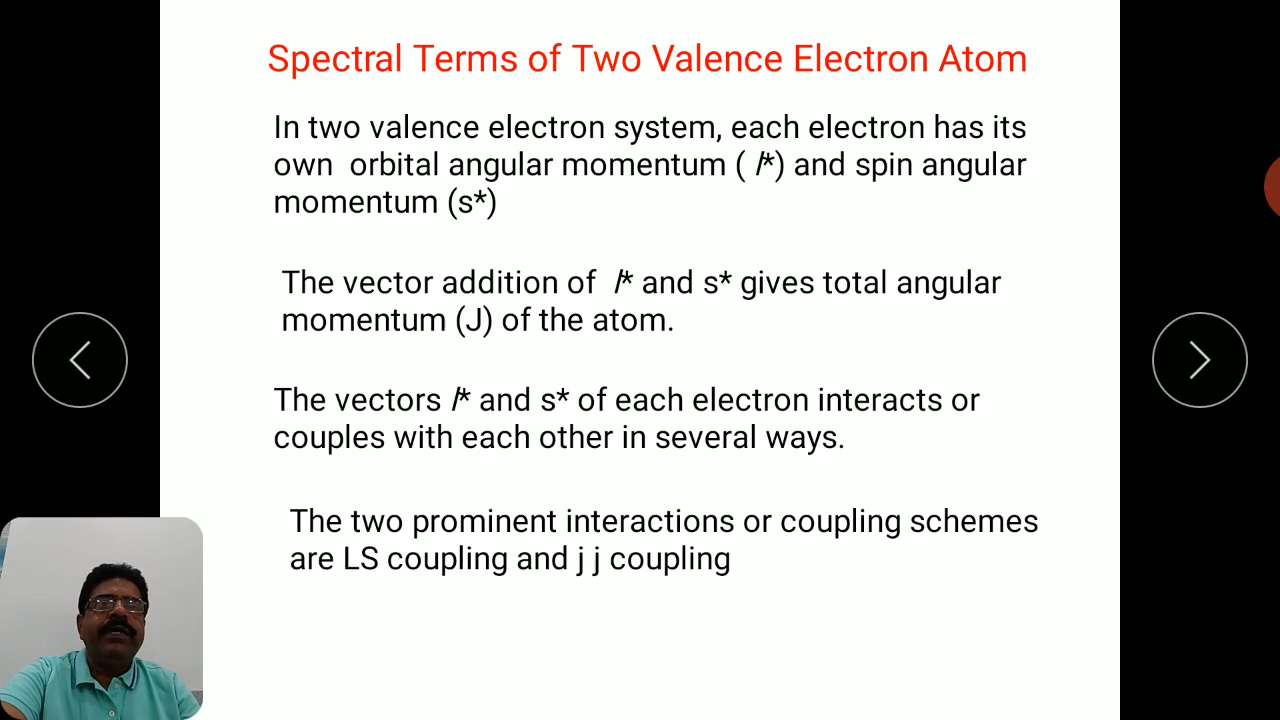 Spectral Terms of Two Valence Electron Atom
In two valence electron system, each electron has its
own orbital angular momentum ( l*) and spin angular
momentum (s*)
The vector addition of l* and s* gives total angular
momentum (J) of the atom.
The vectors l* and s* of each electron interacts or
couples with each other in several ways.
The two prominent interactions or coupling schemes
are LS coupling and j j coupling